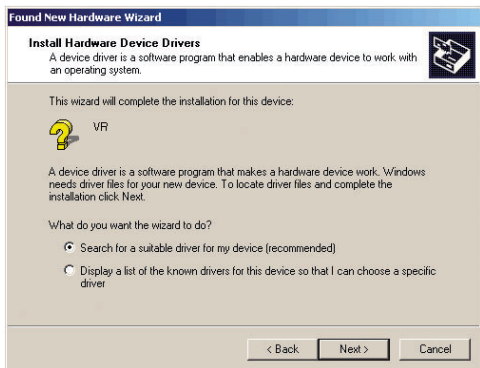 Found New Hardware Wizard
Install Hardware Device Drivers
A device driver is a software program that enables a hardware device to work with
an operating system.
This wizard will complete the installation for this device:
VR
A device driver is a software program that makes a hardware device work. Windows
needs driver files for your new device. To locate driver files and complete the
installation click Next.
What do you want the wizard to do?
Search for a suitable driver for my device (recommended)
Display a list of the known drivers for this device so that I can choose a specific
driver
< Back Next > Cancel